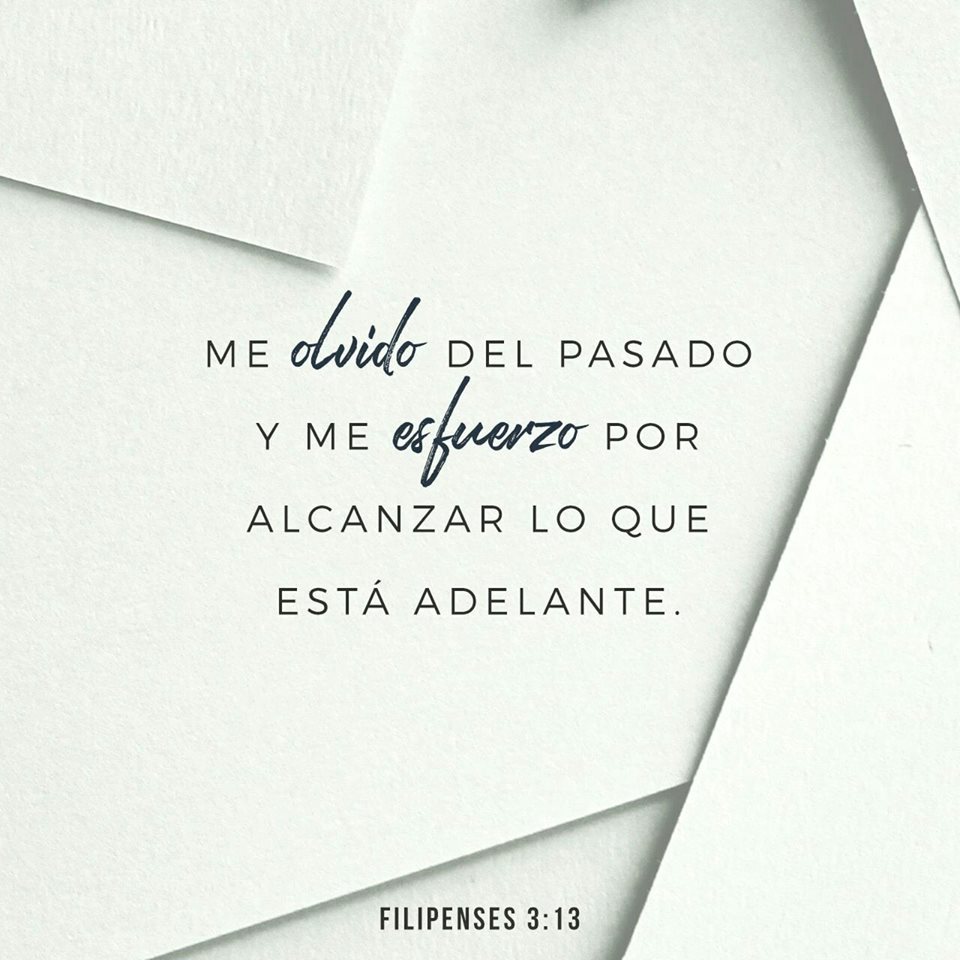 ME olvido DEL PASADO
Y ME esfuerzo POR
ALCANZAR LO QUE
ESTÁ ADELANTE.
FILIPENSES 3:13